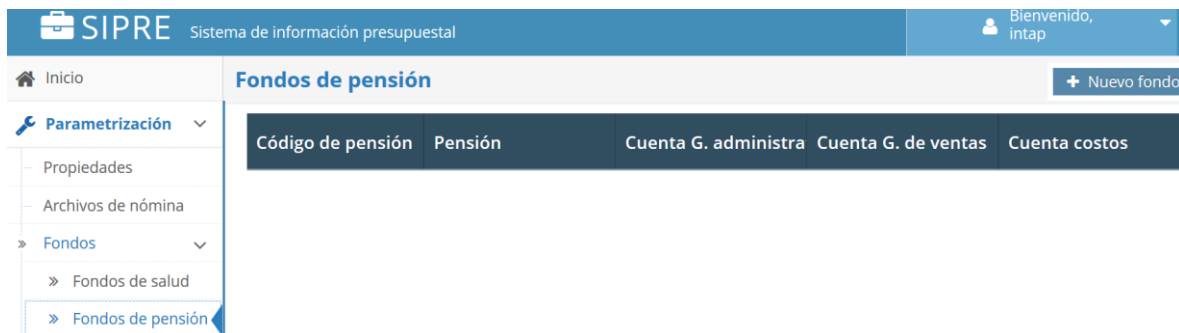 SIPRE Sistema de información presupuestal
Bienvenido,
intap
Inicio
Fondos de pensión
+ Nuevo fondo
Parametrización
Código de pensión Pensión Cuenta G. administra Cuenta G. de ventas Cuenta costos
Propiedades
Archivos de nómina
Fondos
Fondos de salud
Fondos de pensión